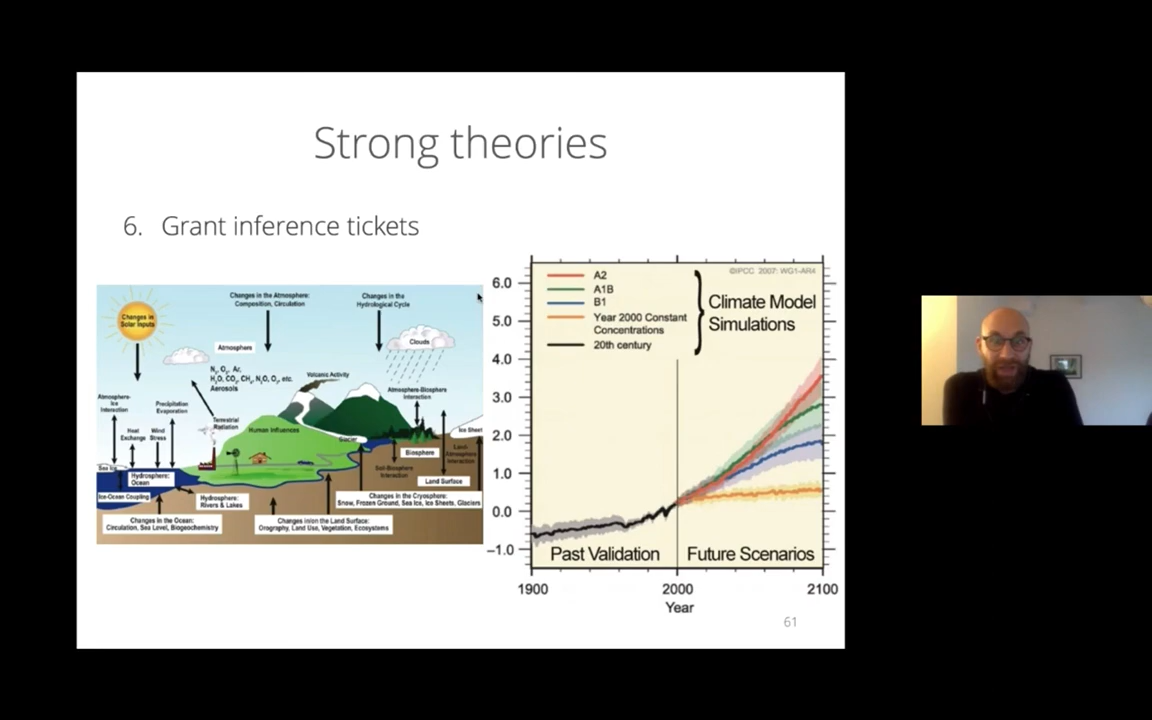 Strong theories
6. Grant inference tickets
Changes in the Atmosphere:
Composition, Circulation
Changes in the
Hydrological Cycle
Changes in
Solar Inputs
Atmosphere
Clouds
N₂, O₂, Ar,
H₂O, CO₂, CH₄, N₂O, O₃, etc.
Aerosols
Volcanic Activity
Atmosphere-Biosphere
Interaction
Atmosphere-
Ice
Interaction
Precipitation
Evaporation
Terrestrial
Radiation
Heat
Exchange
Wind
Stress
Human Influences
Glacier
Ice Sheet
Biosphere
Land-
Atmosphere
Interaction
Soil-Biosphere
Interaction
Sea Ice
Hydrosphere:
Ocean
Land Surface
Ice-Ocean Coupling
Hydrosphere:
Rivers & Lakes
Changes in the Cryosphere:
Snow, Frozen Ground, Sea Ice, Ice Sheets, Glaciers
Changes in the Ocean:
Circulation, Sea Level, Biogeochemistry
Changes in/on the Land Surface:
Orography, Land Use, Vegetation, Ecosystems
©IPCC 2007: WG1-AR4
A2
A1B
B1
Year 2000 Constant
Concentrations
20th century
Climate Model
Simulations
6.0
5.0
4.0
3.0
2.0
1.0
0.0
−1.0
Past Validation
Future Scenarios
1900
2000
2100
Year
61